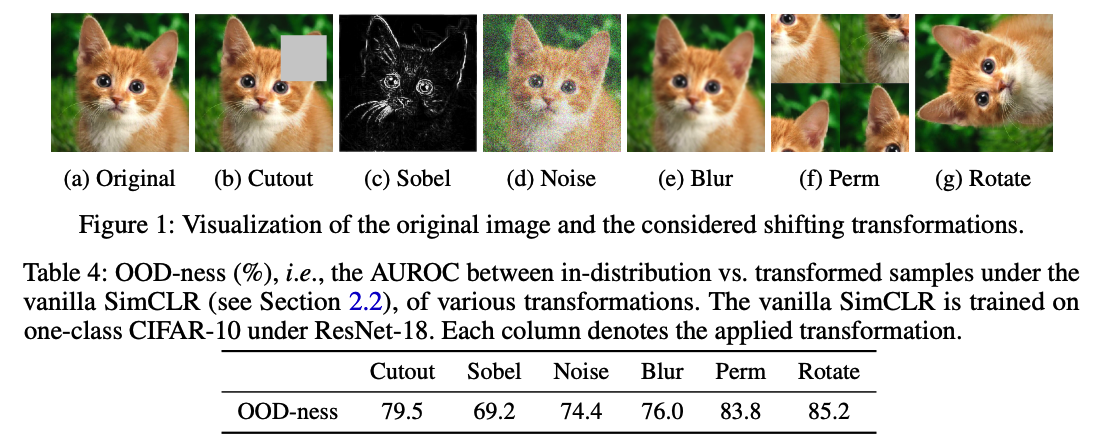 (a) Original (b) Cutout (c) Sobel (d) Noise (e) Blur (f) Perm (g) Rotate
Figure 1: Visualization of the original image and the considered shifting transformations.
Table 4: OOD-ness (%), i.e., the AUROC between in-distribution vs. transformed samples under the
vanilla SimCLR (see Section 2.2), of various transformations. The vanilla SimCLR is trained on
one-class CIFAR-10 under ResNet-18. Each column denotes the applied transformation.
Cutout Sobel Noise Blur Perm Rotate
OOD-ness 79.5 69.2 74.4 76.0 83.8 85.2